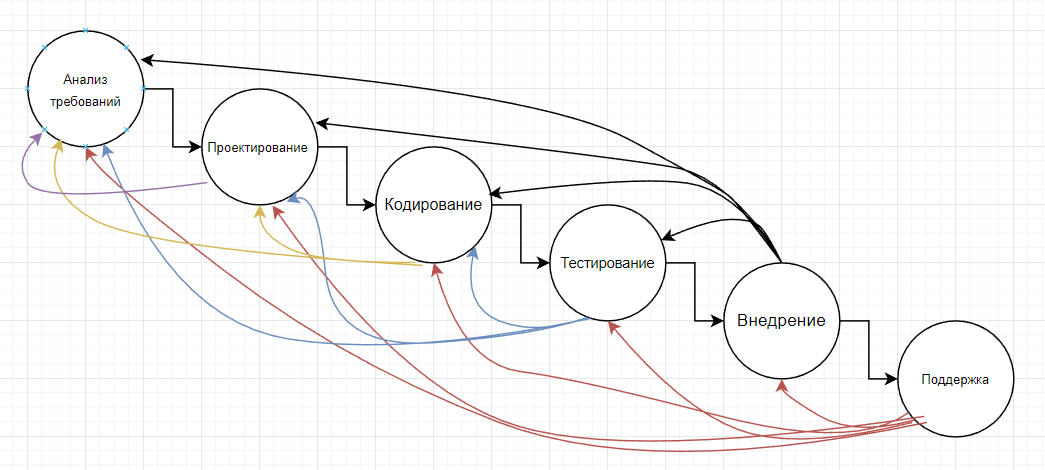 Анализ
требований
Проектирование
Кодирование
Тестирование
Внедрение
Поддержка